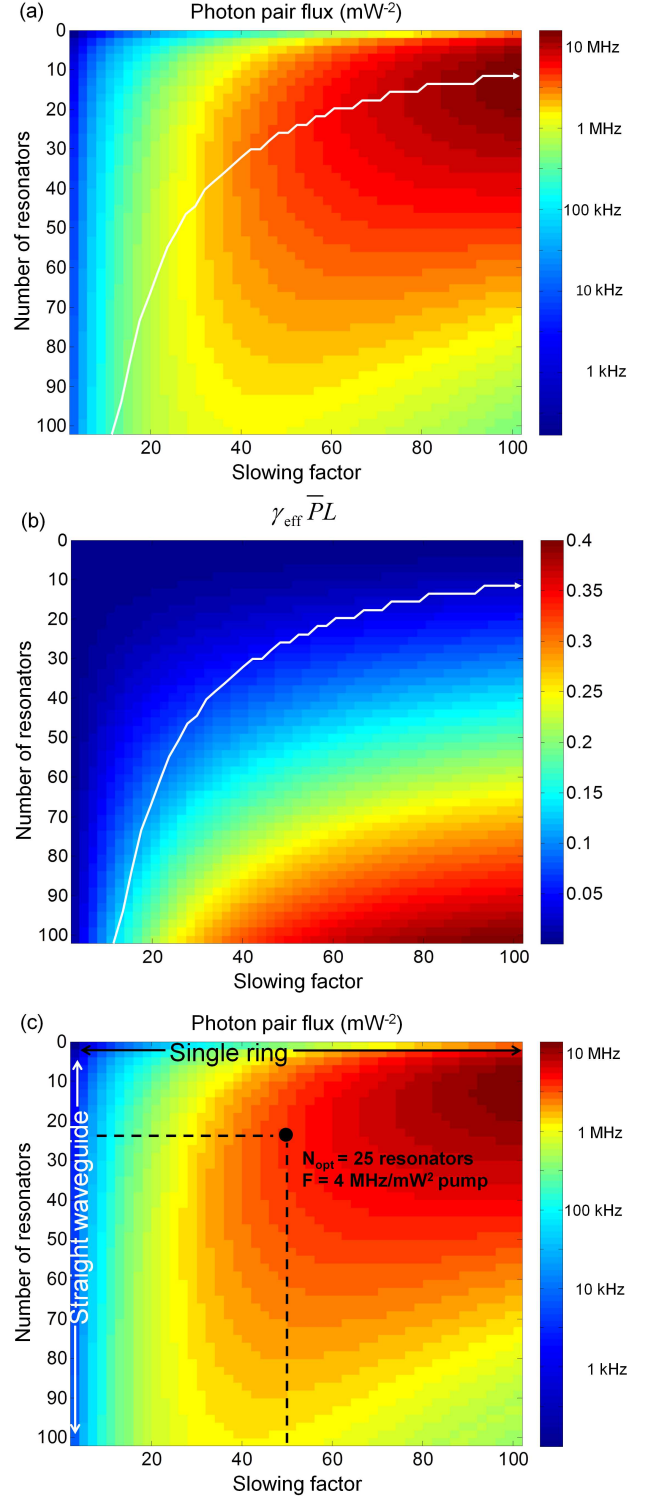 (a) Photon pair flux (mW-2)
0
10
20
30
40
50
60
70
80
90
100
Number of resonators
20 40 60 80 100
Slowing factor
10 MHz
1 MHz
100 kHz
10 kHz
1 kHz
(b) γeff P̅L
0
10
20
30
40
50
60
70
80
90
100
Number of resonators
20 40 60 80 100
Slowing factor
0.4
0.35
0.3
0.25
0.2
0.15
0.1
0.05
(c) Photon pair flux (mW-2)
0
10
20
30
40
50
60
70
80
90
100
Number of resonators
Single ring
Straight waveguide
Nopt = 25 resonators
F = 4 MHz/mW2 pump
20 40 60 80 100
Slowing factor
10 MHz
1 MHz
100 kHz
10 kHz
1 kHz